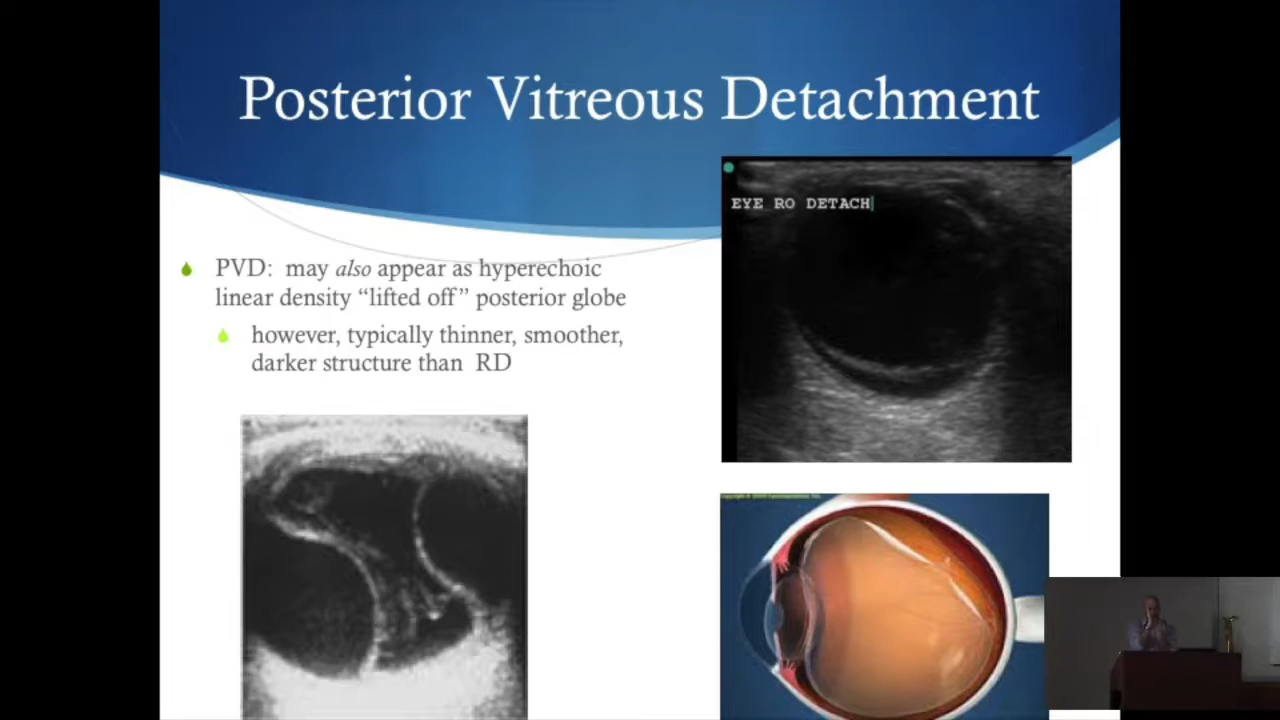 Posterior Vitreous Detachment
EYE RO DETACH
PVD: may also appear as hyperechoic
linear density “lifted off” posterior globe
however, typically thinner, smoother,
darker structure than RD